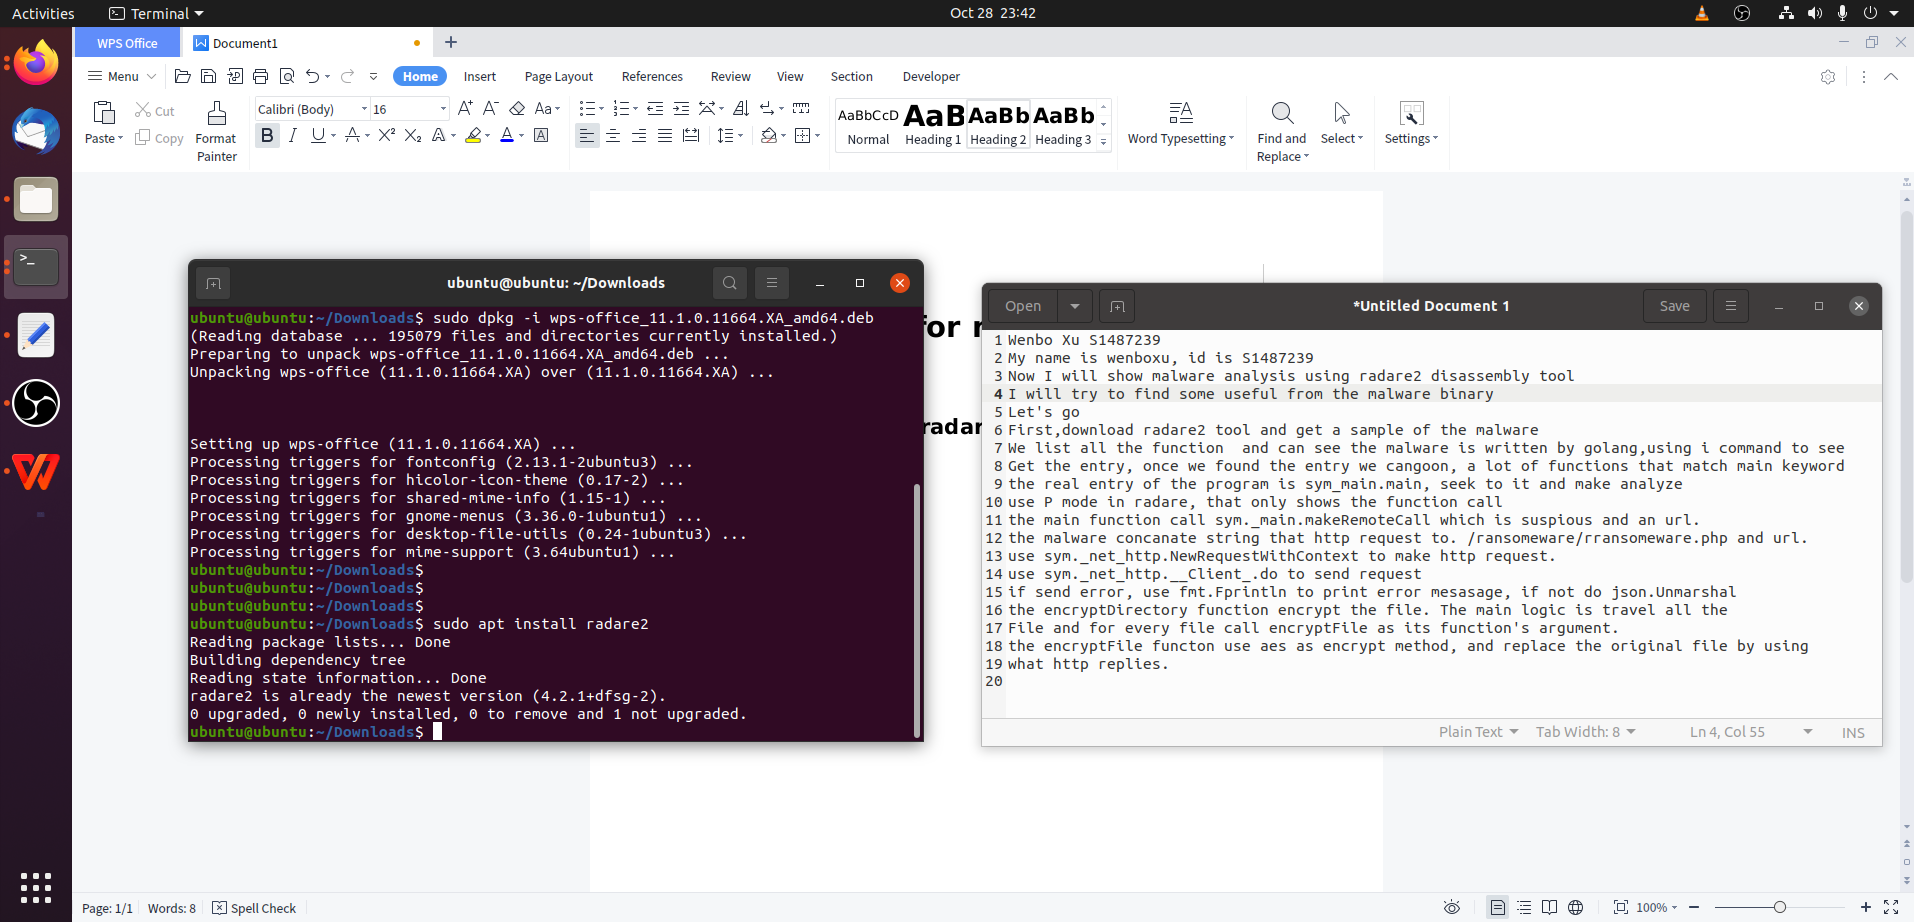 Activities
Terminal
Oct 28 23:42
WPS Office
Document1
Menu
Home
Insert
Page Layout
References
Review
View
Section
Developer
Paste
Cut
Copy
Format
Painter
Calibri (Body)
16
AaBbCcD
Normal
AaB
Heading 1
AaBb
Heading 2
AaBb
Heading 3
Word Typesetting
Find and
Replace
Select
Settings
ubuntu@ubuntu: ~/Downloads
ubuntu@ubuntu:~/Downloads$ sudo dpkg -i wps-office_11.1.0.11664.XA_amd64.deb
(Reading database ... 195079 files and directories currently installed.)
Preparing to unpack wps-office_11.1.0.11664.XA_amd64.deb ...
Unpacking wps-office (11.1.0.11664.XA) over (11.1.0.11664.XA) ...
Setting up wps-office (11.1.0.11664.XA) ...
Processing triggers for fontconfig (2.13.1-2ubuntu3) ...
Processing triggers for hicolor-icon-theme (0.17-2) ...
Processing triggers for shared-mime-info (1.15-1) ...
Processing triggers for gnome-menus (3.36.0-1ubuntu1) ...
Processing triggers for desktop-file-utils (0.24-1ubuntu3) ...
Processing triggers for mime-support (3.64ubuntu1) ...
ubuntu@ubuntu:~/Downloads$
ubuntu@ubuntu:~/Downloads$
ubuntu@ubuntu:~/Downloads$
ubuntu@ubuntu:~/Downloads$ sudo apt install radare2
Reading package lists... Done
Building dependency tree
Reading state information... Done
radare2 is already the newest version (4.2.1+dfsg-2).
0 upgraded, 0 newly installed, 0 to remove and 1 not upgraded.
ubuntu@ubuntu:~/Downloads$
for
radar
Open
*Untitled Document 1
Save
1 Wenbo Xu S1487239
2 My name is wenboxu, id is S1487239
3 Now I will show malware analysis using radare2 disassembly tool
4 I will try to find some useful from the malware binary
5 Let's go
6 First,download radare2 tool and get a sample of the malware
7 We list all the function  and can see the malware is written by golang,using i command to see
8 Get the entry, once we found the entry we cangoon, a lot of functions that match main keyword
9 the real entry of the program is sym_main.main, seek to it and make analyze
10 use P mode in radare, that only shows the function call
11 the main function call sym._main.makeRemoteCall which is suspious and an url.
12 the malware concanate string that http request to. /ransomeware/rransomeware.php and url.
13 use sym._net_http.NewRequestWithContext to make http request.
14 use sym._net_http.__Client_.do to send request
15 if send error, use fmt.Fprintln to print error mesasage, if not do json.Unmarshal
16 the encryptDirectory function encrypt the file. The main logic is travel all the
17 File and for every file call encryptFile as its function's argument.
18 the encryptFile functon use aes as encrypt method, and replace the original file by using
19 what http replies.
20
Plain Text
Tab Width: 8
Ln 4, Col 55
INS
Page: 1/1
Words: 8
Spell Check
100%